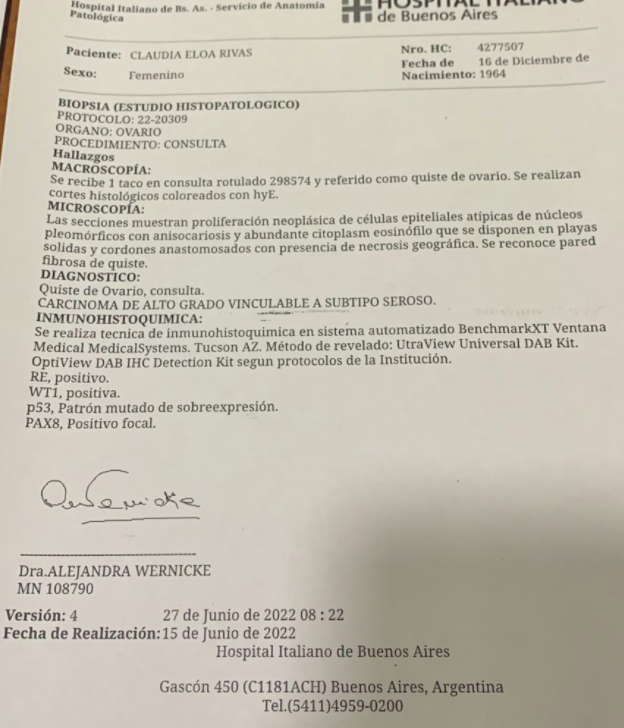 Hospital Italiano de Bs. As. - Servicio de Anatomía
Patológica
HOSPITAL ITALIANO
de Buenos Aires
Paciente: CLAUDIA ELOA RIVAS
Sexo: Femenino
Nro. HC: 4277507
Fecha de 16 de Diciembre de
Nacimiento: 1964
BIOPSIA (ESTUDIO HISTOPATOLOGICO)
PROTOCOLO: 22-20309
ORGANO: OVARIO
PROCEDIMIENTO: CONSULTA
Hallazgos
MACROSCOPÍA:
Se recibe 1 taco en consulta rotulado 298574 y referido como quiste de ovario. Se realizan
cortes histológicos coloreados con hyE.
MICROSCOPÍA:
Las secciones muestran proliferación neoplásica de células epiteliales atípicas de núcleos
pleomórficos con anisocariosis y abundante citoplasm eosinófilo que se disponen en playas
solidas y cordones anastomosados con presencia de necrosis geográfica. Se reconoce pared
fibrosa de quiste.
DIAGNOSTICO:
Quiste de Ovario, consulta.
CARCINOMA DE ALTO GRADO VINCULABLE A SUBTIPO SEROSO.
INMUNOHISTOQUIMICA:
Se realiza tecnica de inmunohistoquimica en sistema automatizado BenchmarkXT Ventana
Medical MedicalSystems. Tucson AZ. Método de revelado: UtraView Universal DAB Kit.
OptiView DAB IHC Detection Kit segun protocolos de la Institución.
RE, positivo.
WT1, positiva.
p53, Patrón mutado de sobreexpresión.
PAX8, Positivo focal.
Dra.ALEJANDRA WERNICKE
MN 108790
Versión: 4 27 de Junio de 2022 08 : 22
Fecha de Realización:15 de Junio de 2022
Hospital Italiano de Buenos Aires
Gascón 450 (C1181ACH) Buenos Aires, Argentina
Tel.(5411)4959-0200